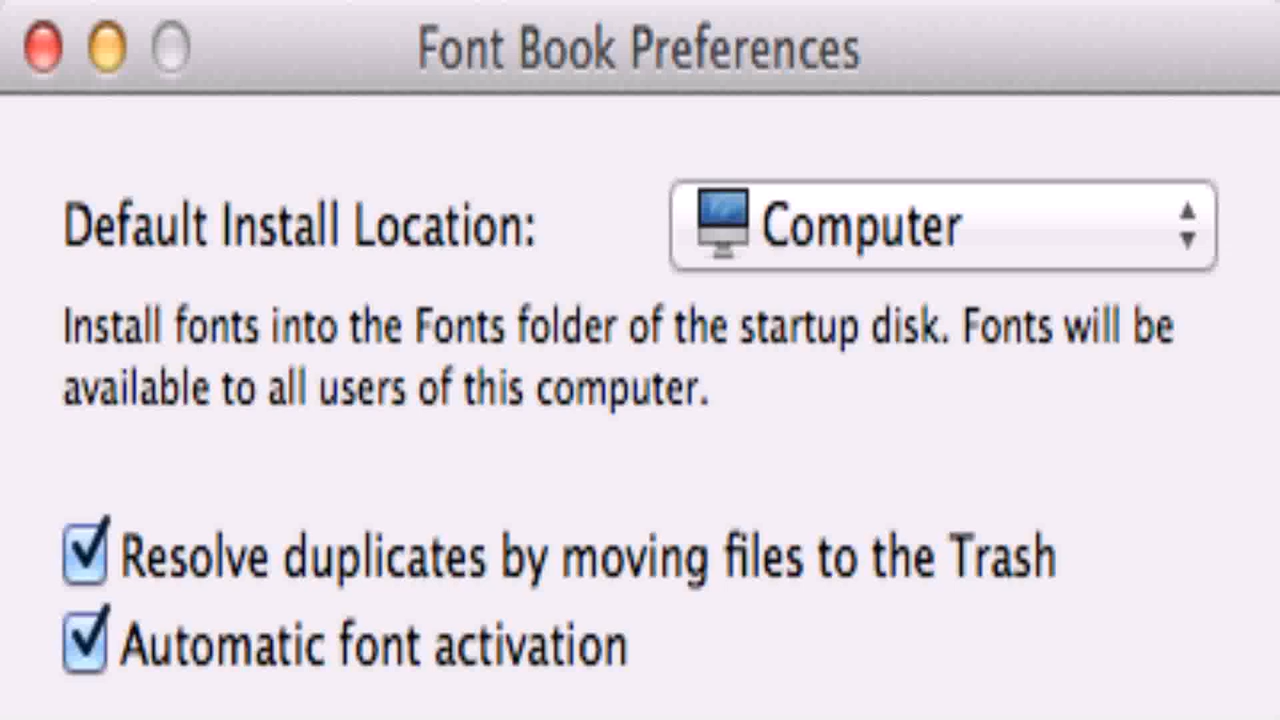 Font Book Preferences
Default Install Location:
Computer
Install fonts into the Fonts folder of the startup disk. Fonts will be
available to all users of this computer.
Resolve duplicates by moving files to the Trash
Automatic font activation